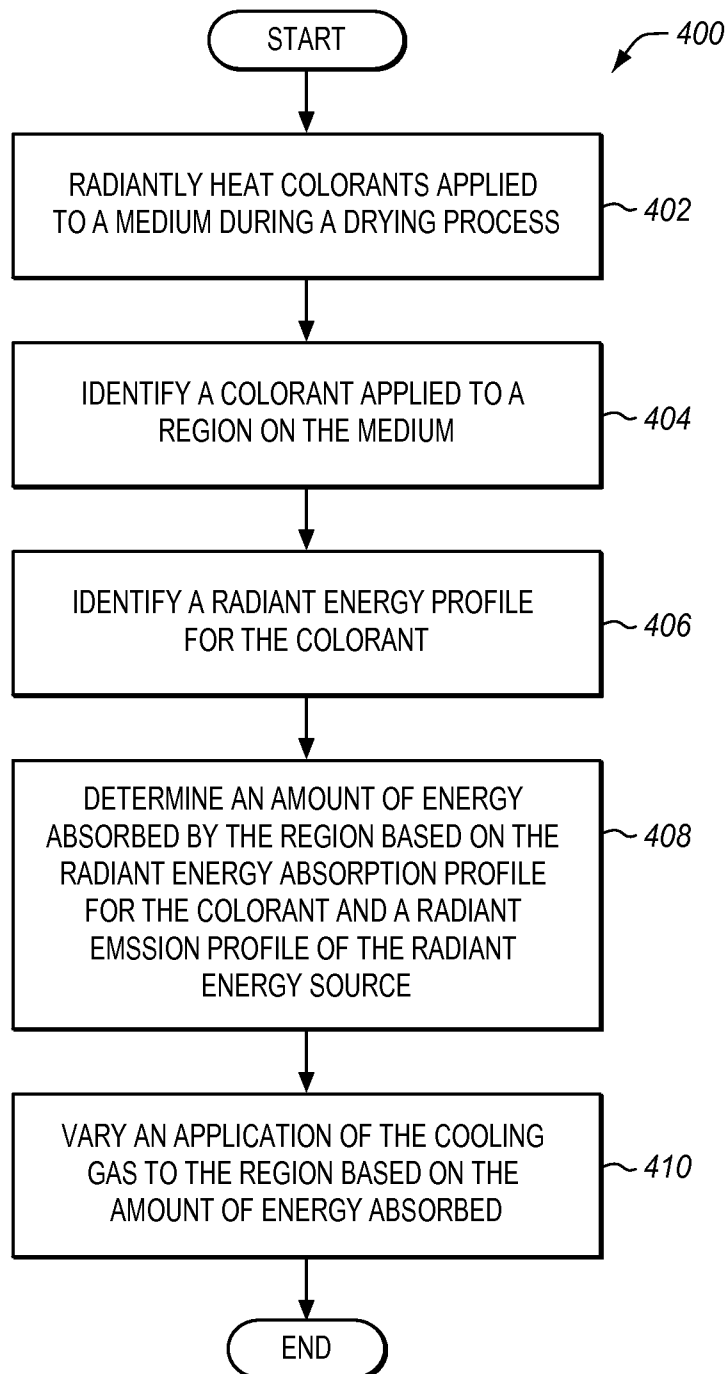 START
400
RADIANTLY HEAT COLORANTS APPLIED
TO A MEDIUM DURING A DRYING PROCESS
402
IDENTIFY A COLORANT APPLIED TO A
REGION ON THE MEDIUM
404
IDENTIFY A RADIANT ENERGY PROFILE
FOR THE COLORANT
406
DETERMINE AN AMOUNT OF ENERGY
ABSORBED BY THE REGION BASED ON THE
RADIANT ENERGY ABSORPTION PROFILE
FOR THE COLORANT AND A RADIANT
EMSSION PROFILE OF THE RADIANT
ENERGY SOURCE
408
VARY AN APPLICATION OF THE COOLING
GAS TO THE REGION BASED ON THE
AMOUNT OF ENERGY ABSORBED
410
END